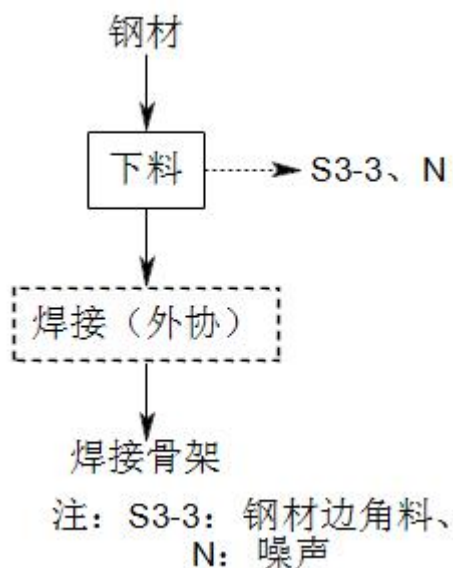 钢材
下料
S3-3、N
焊接（外协）
焊接骨架
注：S3-3：钢材边角料、
N：噪声